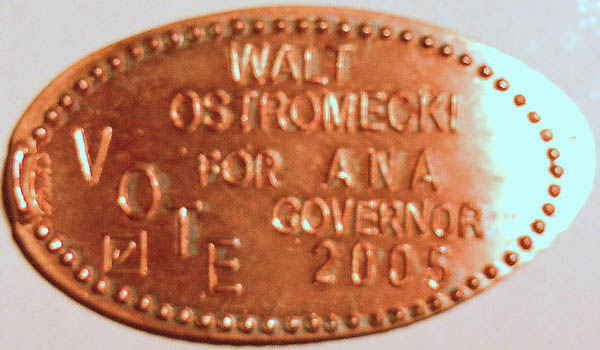 WALT
OSTROMECKI
FOR ANA
GOVERNOR
2005
VOTE